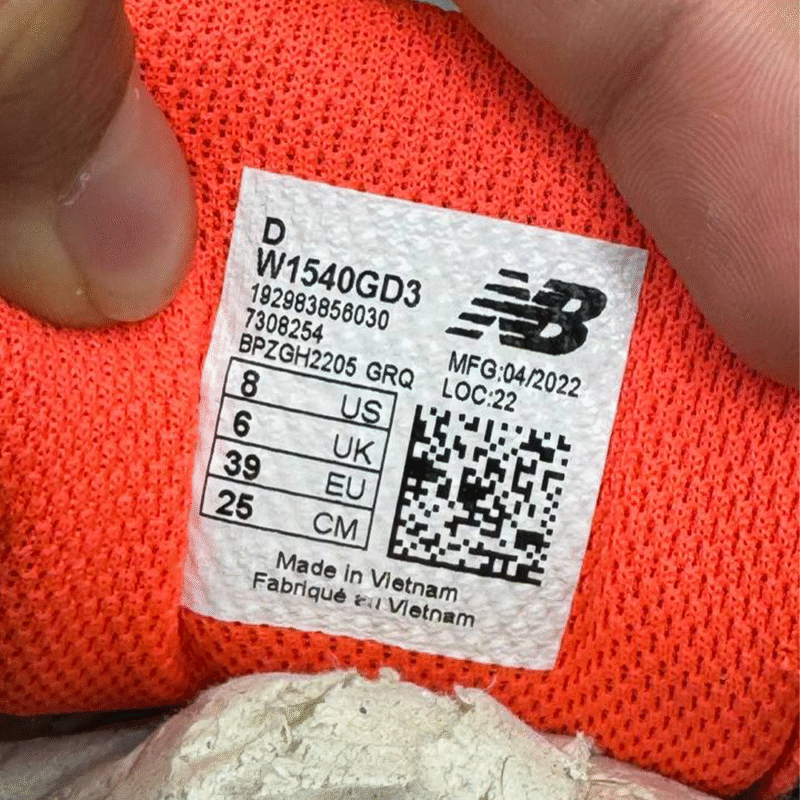 D
W1540GD3
192983856030
7308254
BPZGH2205 GRQ
NB
MFG:04/2022
LOC:22
8 US
6 UK
39 EU
25 CM
Made in Vietnam
Fabriqué au Vietnam